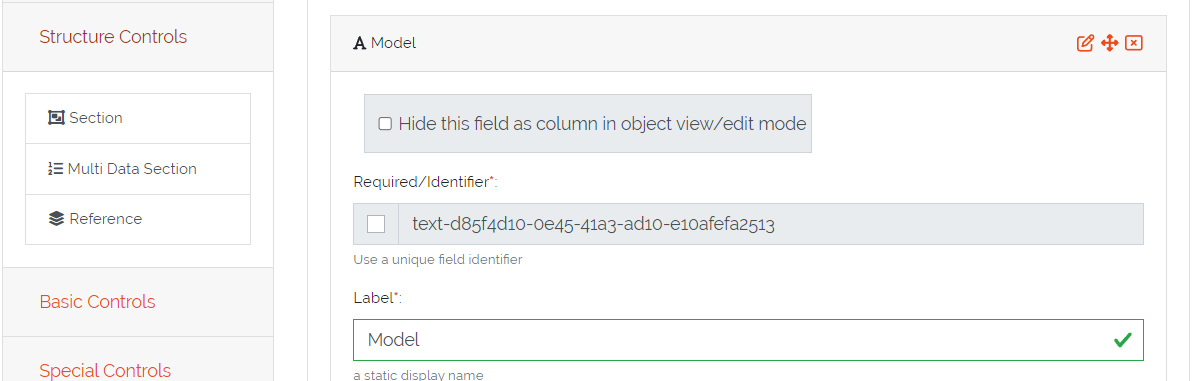 Structure Controls
Section
Multi Data Section
Reference
Basic Controls
Special Controls
Model
Hide this field as column in object view/edit mode
Required/Identifier*:
text-d85f4d10-0e45-41a3-ad10-e10afefa2513
Use a unique field identifier
Label*:
Model
a static display name